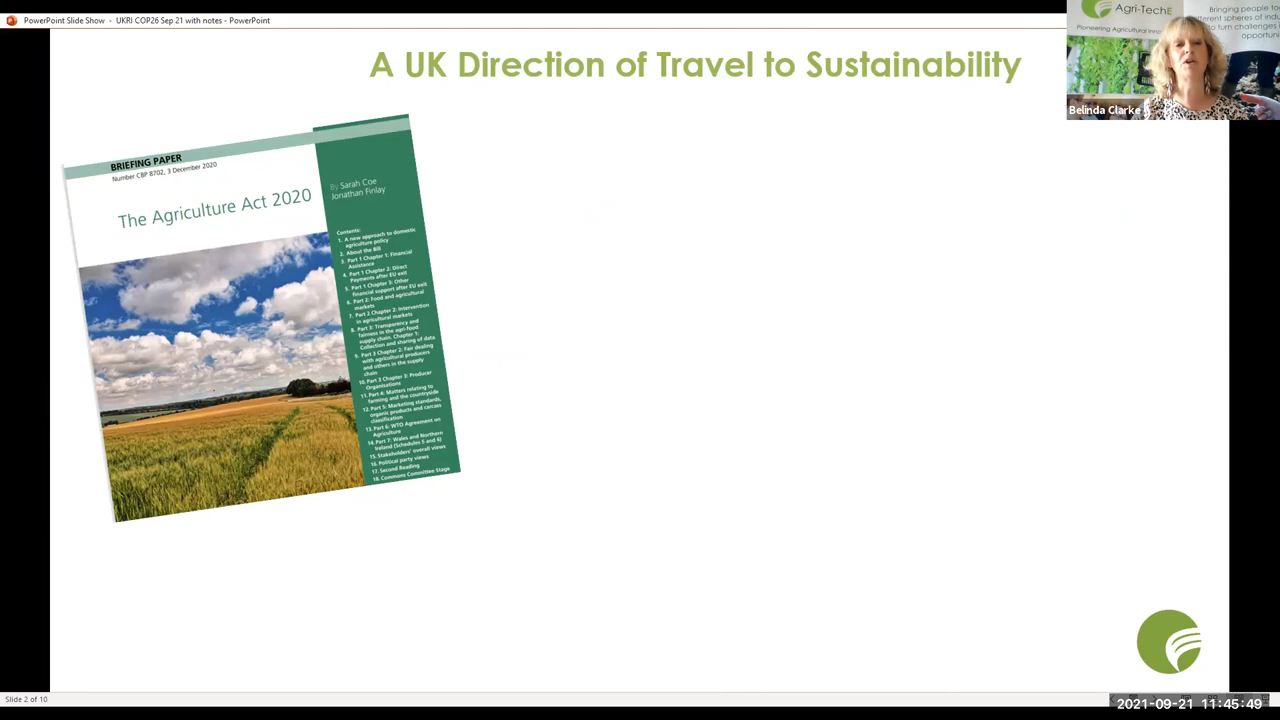 PowerPoint Slide Show - UKRI COP26 Sep 21 with notes - PowerPoint
Agri-TechE
Pioneering Agricultural
Bringing people
A UK Direction of Travel to Sustainability
Belinda Clarke
BRIEFING PAPER
Number CBP 8702, 3 December 2020
The Agriculture Act 2020
By Sarah Coe
Jonathan Finlay
Contents:
1. A new approach to domestic
agriculture policy
2. About the Bill
3. Part 1 Chapter 1: Financial
Assistance
4. Part 1 Chapter 2: Direct
Payments after EU exit
5. Part 1 Chapter 3: Other
financial support after EU exit
6. Part 2: Food and agricultural
markets
7. Part 2 Chapter 2: Intervention
in agricultural markets
8. Part 3: Transparency and
fairness in the agri-food
supply chain. Chapter 1:
Collection and sharing of data
9. Part 3 Chapter 2: Fair dealing
with agricultural producers
and others in the supply
chain
10. Part 3 Chapter 3: Producer
Organisations
11. Part 4: Matters relating to
farming and the countryside
12. Part 5: Marketing standards,
organic products and carcass
classification
13. Part 6: WTO Agreement on
Agriculture
14. Part 7: Wales and Northern
Ireland (Schedules 5 and 6)
15. Stakeholders' overall views
16. Political party views
17. Second Reading
18. Commons Committee Stage
Slide 2 of 10
2021-09-21 11:45:49